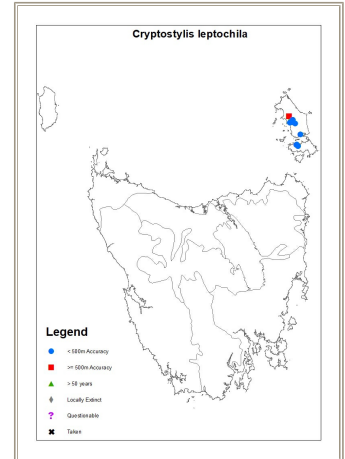 Cryptostylis leptochila
Legend
< 500m Accuracy
>= 500m Accuracy
> 50 years
Locally Extinct
? Questionable
Taken